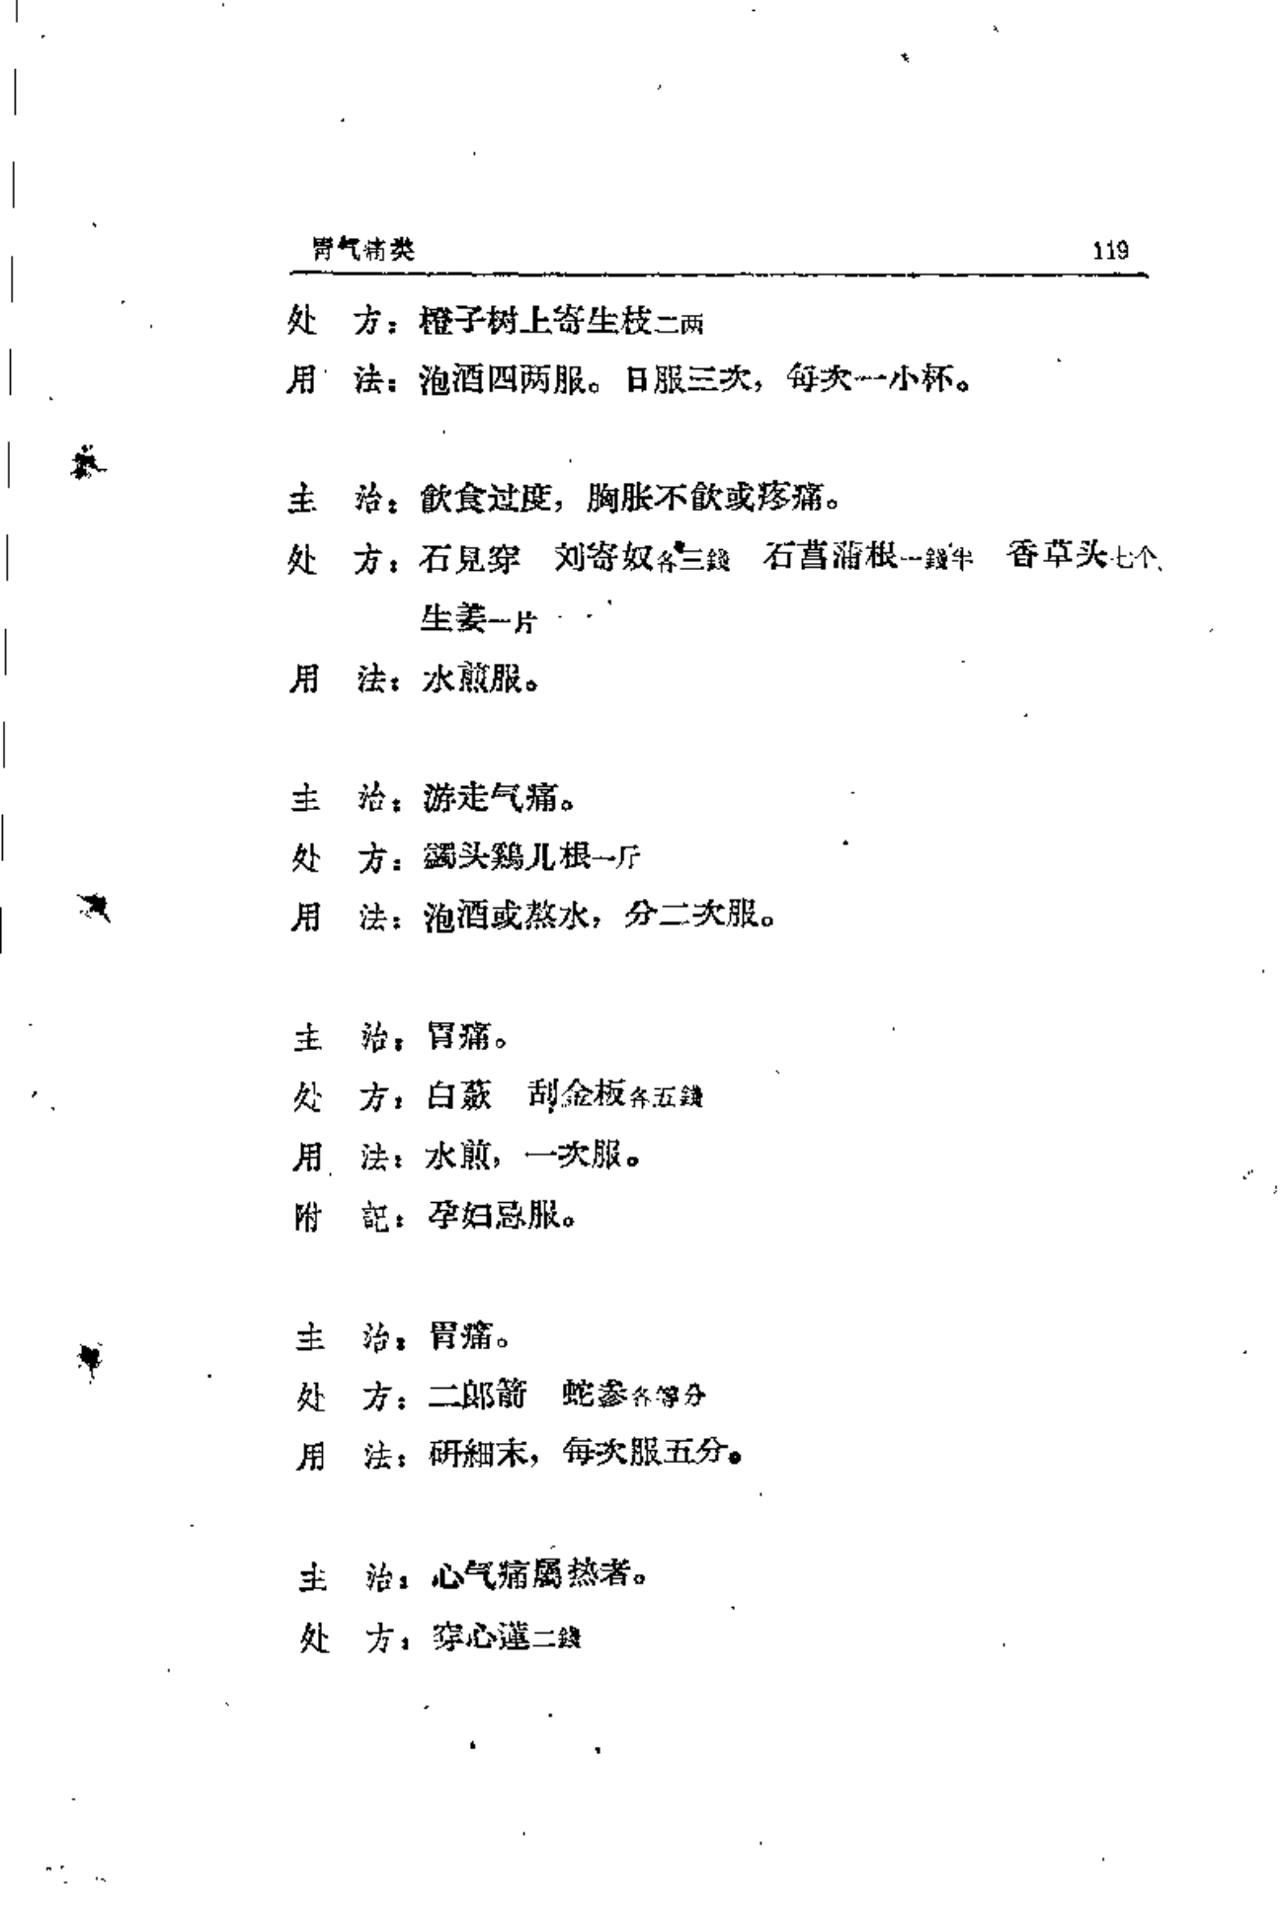 胃气痛类 119
处 方：橙子树上寄生枝二两
用 法：泡酒四两服。日服三次，每次一小杯。
主 治：飲食过度，胸胀不飲或疼痛。
处 方：石見穿 刘寄奴各三錢 石菖蒲根一錢半 香草头七个、
生姜一片
用 法：水煎服。
主 治：游走气痛。
处 方：头鷄儿根一斤
用 法：泡酒或熬水，分二次服。
主 治：胃痛。
处 方：白蔹 刮金板各五錢
用 法：水煎，一次服。
附 記：孕妇忌服。
主 治：胃痛。
处 方：二郎箭 蛇參各等分
用 法：研細末，每次服五分。
主 治：心气痛屬热者。
处 方：穿心蓮二錢